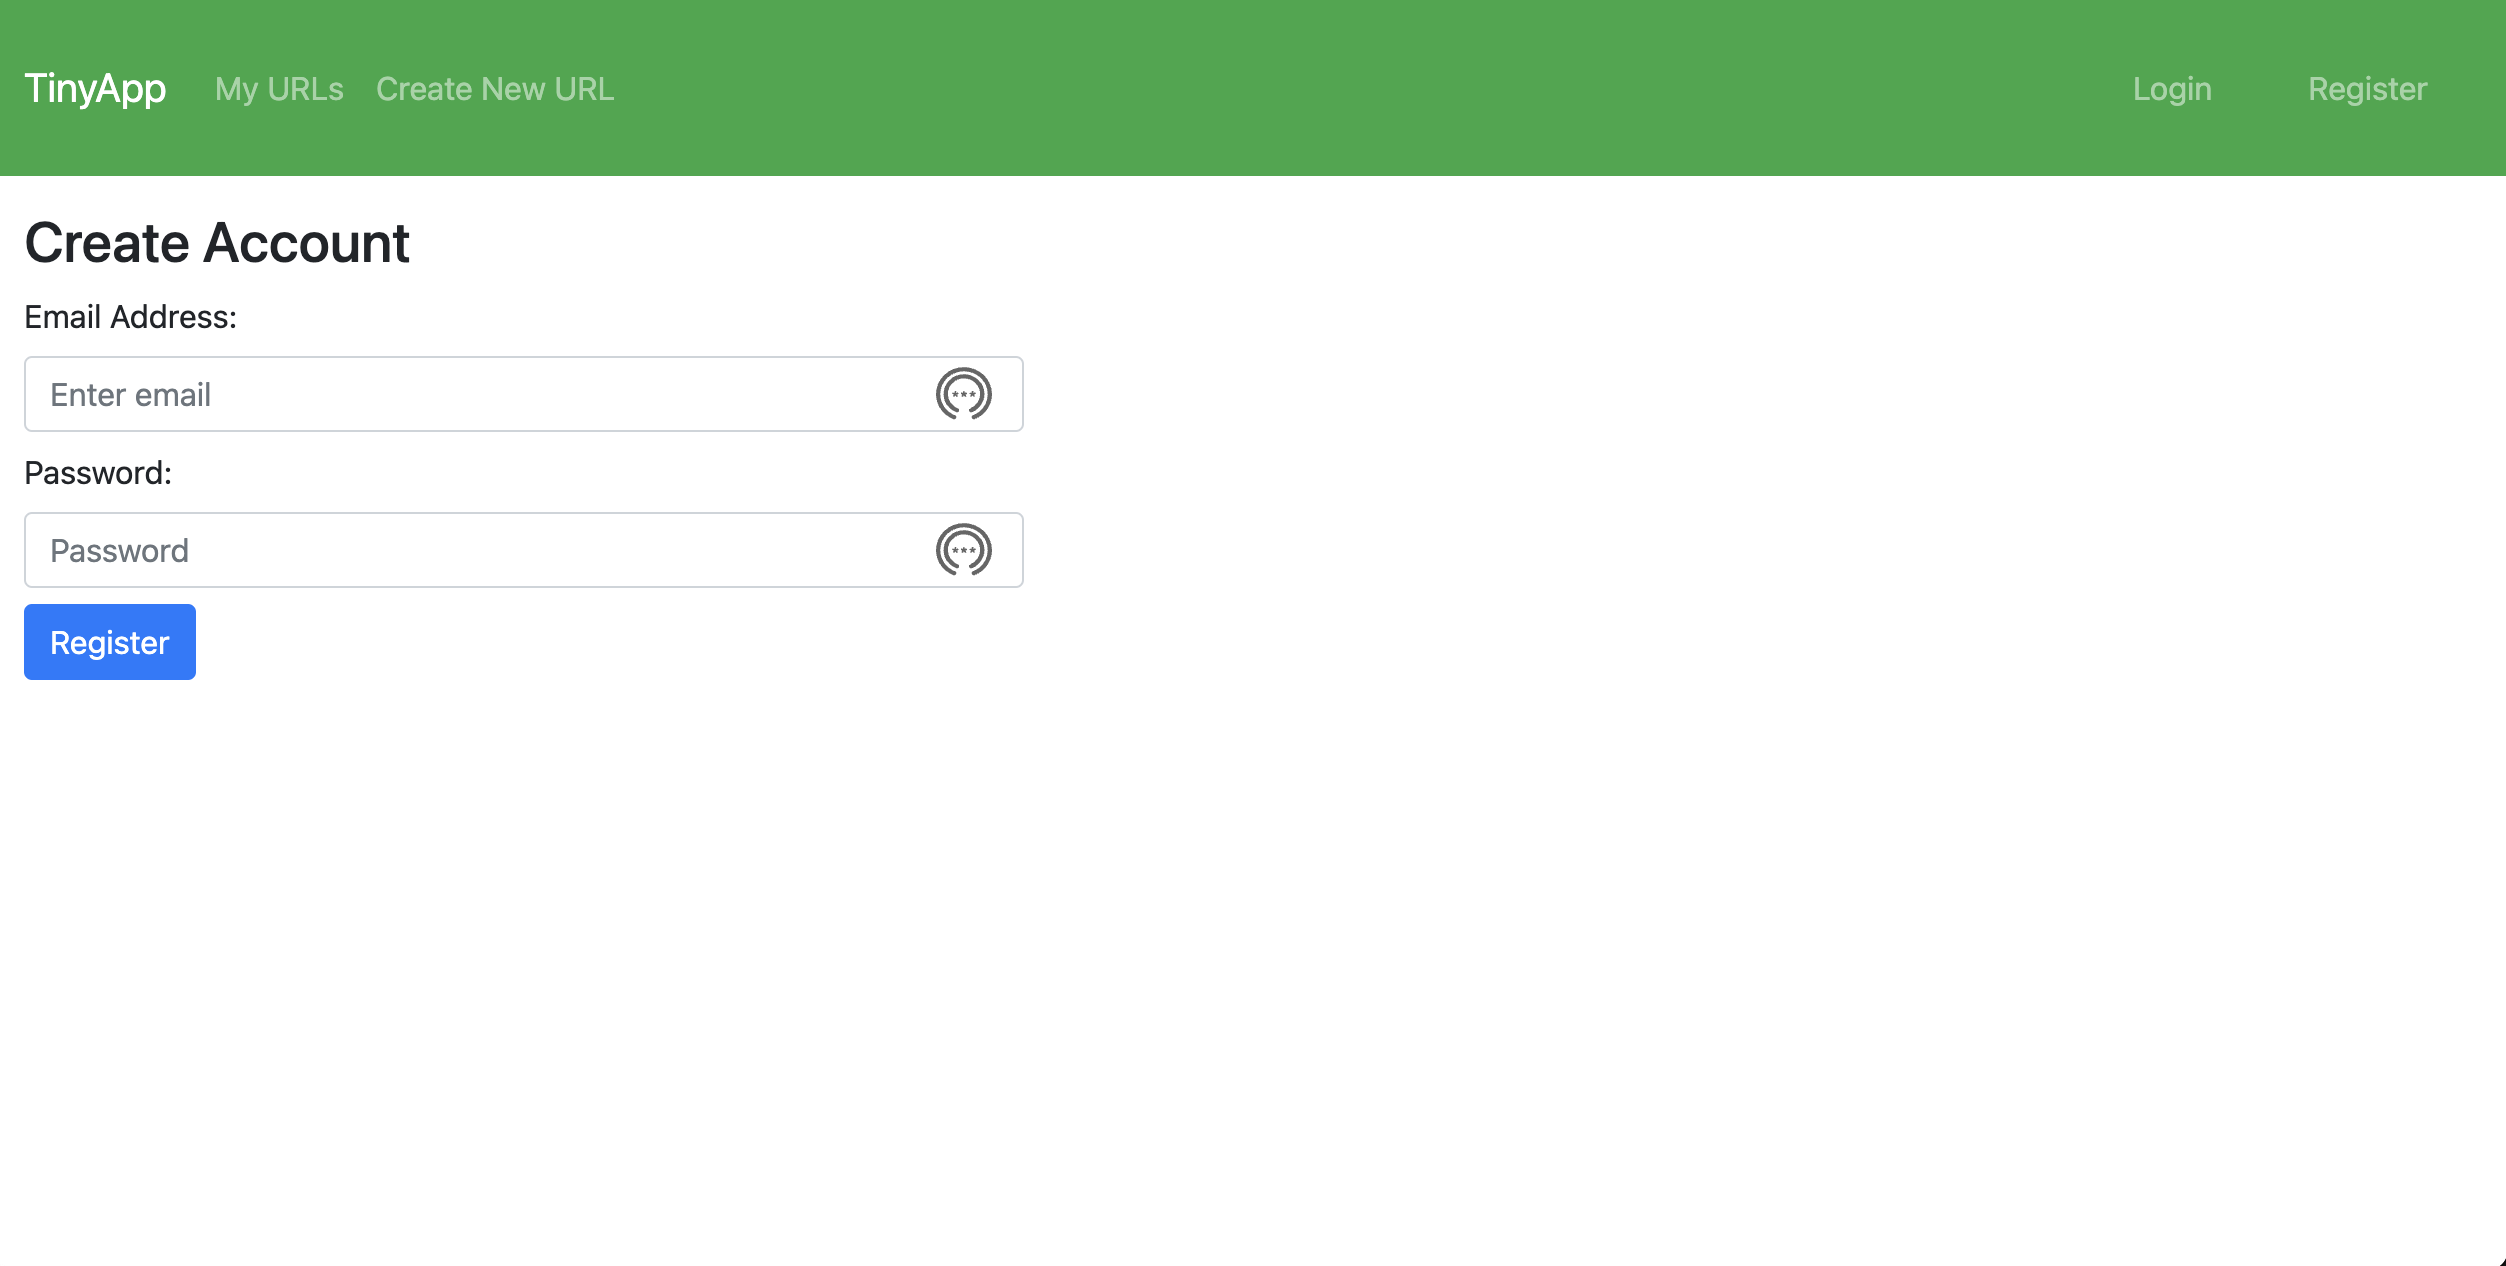 TinyApp My URLs Create New URL Login Register
Create Account
Email Address:
Enter email
Password:
Password
Register